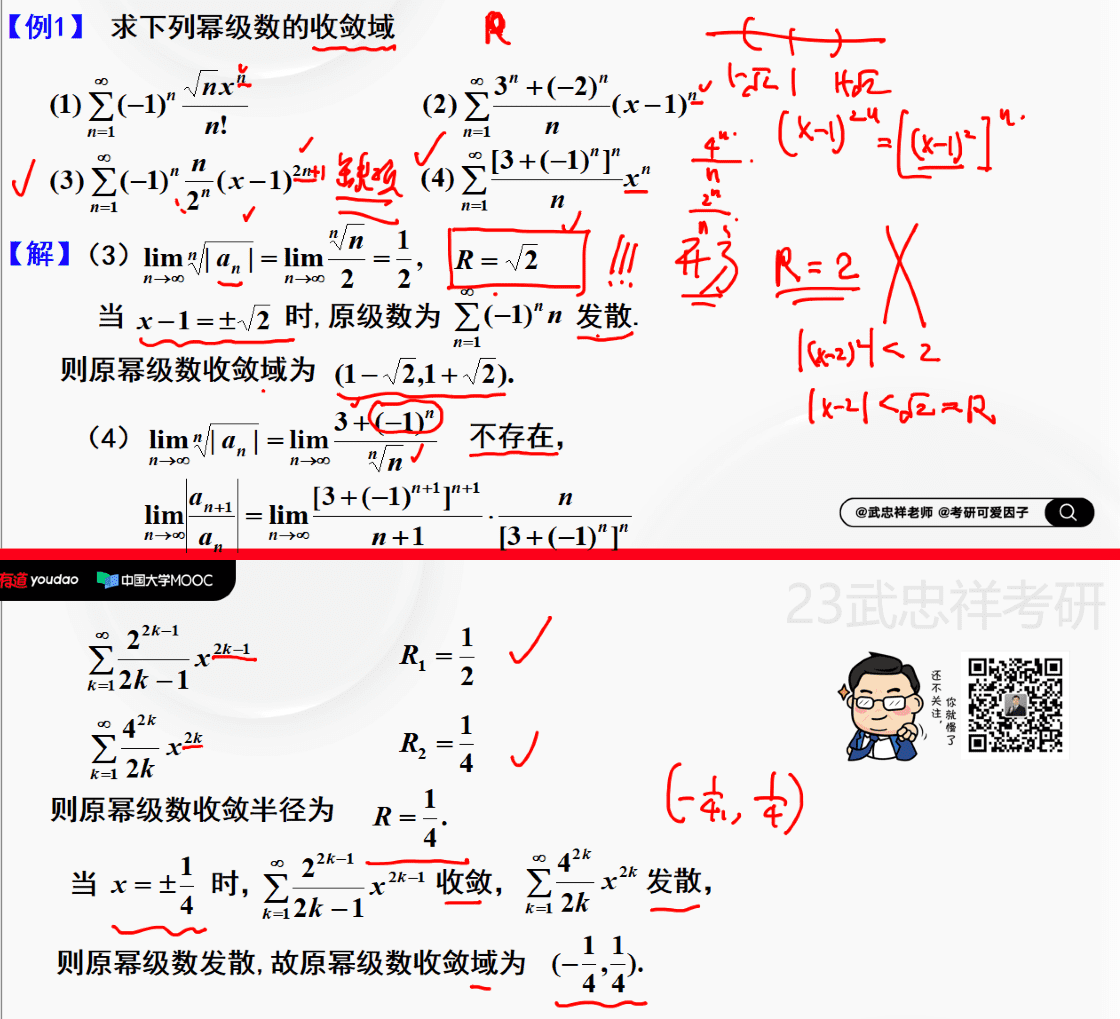 【例1】 求下列幂级数的收敛域 R
(1) $\sum_{n=1}^{\infty}(-1)^n\frac{\sqrt{n}x^n}{n!}$ (2) $\sum_{n=1}^{\infty}\frac{3^n+(-2)^n}{n}(x-1)^n$
1-√2 1 1+√2
$(x-1)^{2n}=[(x-1)^2]^n$
(3) $\sum_{n=1}^{\infty}(-1)^n\frac{n}{2^n}(x-1)^{2n+1}$ 缺项 (4) $\sum_{n=1}^{\infty}\frac{[3+(-1)^n]^n}{n}x^n$
$\frac{4^n}{n}$
$\frac{2^n}{n}$
【解】(3) $\lim_{n\to\infty}\sqrt[n]{|a_n|}=\lim_{n\to\infty}\frac{\sqrt[n]{n}}{2}=\frac{1}{2},$ $R=\sqrt{2}$ !!! 开方 R = 2
当 $x-1=\pm\sqrt{2}$ 时, 原级数为 $\sum_{n=1}^{\infty}(-1)^n n$ 发散.
|x-2| < √2 = R
则原幂级数收敛域为 $(1-\sqrt{2},1+\sqrt{2}).$
(4) $\lim_{n\to\infty}\sqrt[n]{|a_n|}=\lim_{n\to\infty}\frac{3+(-1)^n}{\sqrt[n]{n}}$ 不存在,
$\lim_{n\to\infty}\left|\frac{a_{n+1}}{a_n}\right|=\lim_{n\to\infty}\frac{[3+(-1)^{n+1}]^{n+1}}{n+1}\cdot\frac{n}{[3+(-1)^n]^n}$
@武忠祥老师 @考研可爱因子
有道 youdao 中国大学MOOC
23武忠祥考研
$\sum_{k=1}^{\infty}\frac{2^{2k-1}}{2k-1}x^{2k-1}$ $R_1=\frac{1}{2}$
还不关注,
你就慢了
$\sum_{k=1}^{\infty}\frac{4^{2k}}{2k}x^{2k}$ $R_2=\frac{1}{4}$
则原幂级数收敛半径为 $R=\frac{1}{4}.$ $(-\frac{1}{4},\frac{1}{4})$
当 $x=\pm\frac{1}{4}$ 时, $\sum_{k=1}^{\infty}\frac{2^{2k-1}}{2k-1}x^{2k-1}$ 收敛, $\sum_{k=1}^{\infty}\frac{4^{2k}}{2k}x^{2k}$ 发散,
则原幂级数发散, 故原幂级数收敛域为 $(-\frac{1}{4},\frac{1}{4}).$